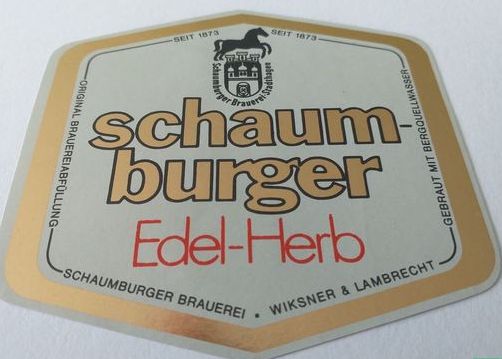 SEIT 1873 SEIT 1873
Schaumburger Brauerei Stadthagen
ORIGINAL BRAUEREIABFÜLLUNG
schaum-
burger
Edel-Herb
GEBRAUT MIT BERGQUELLWASSER
SCHAUMBURGER BRAUEREI · WIKSNER & LAMBRECHT